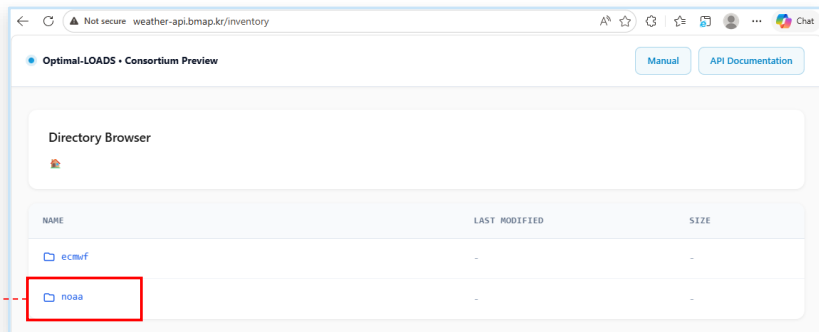 Not secure weather-api.bmap.kr/inventory
Chat
Optimal-LOADS • Consortium Preview
Manual
API Documentation
Directory Browser
NAME LAST MODIFIED SIZE
ecmwf - -
noaa - -